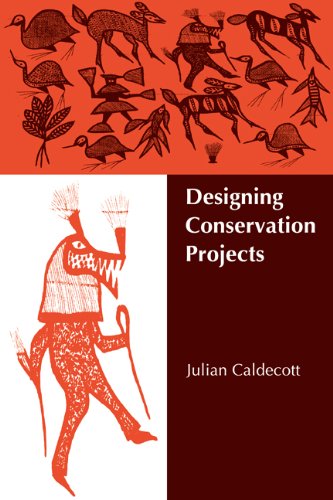 Designing
Conservation
Projects
Julian Caldecott